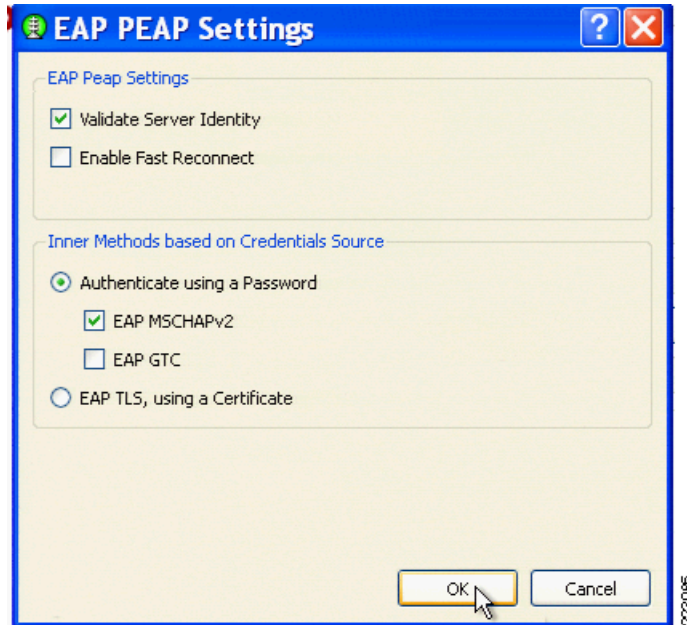 EAP PEAP Settings
EAP Peap Settings
Validate Server Identity
Enable Fast Reconnect
Inner Methods based on Credentials Source
Authenticate using a Password
EAP MSCHAPv2
EAP GTC
EAP TLS, using a Certificate
OK
Cancel